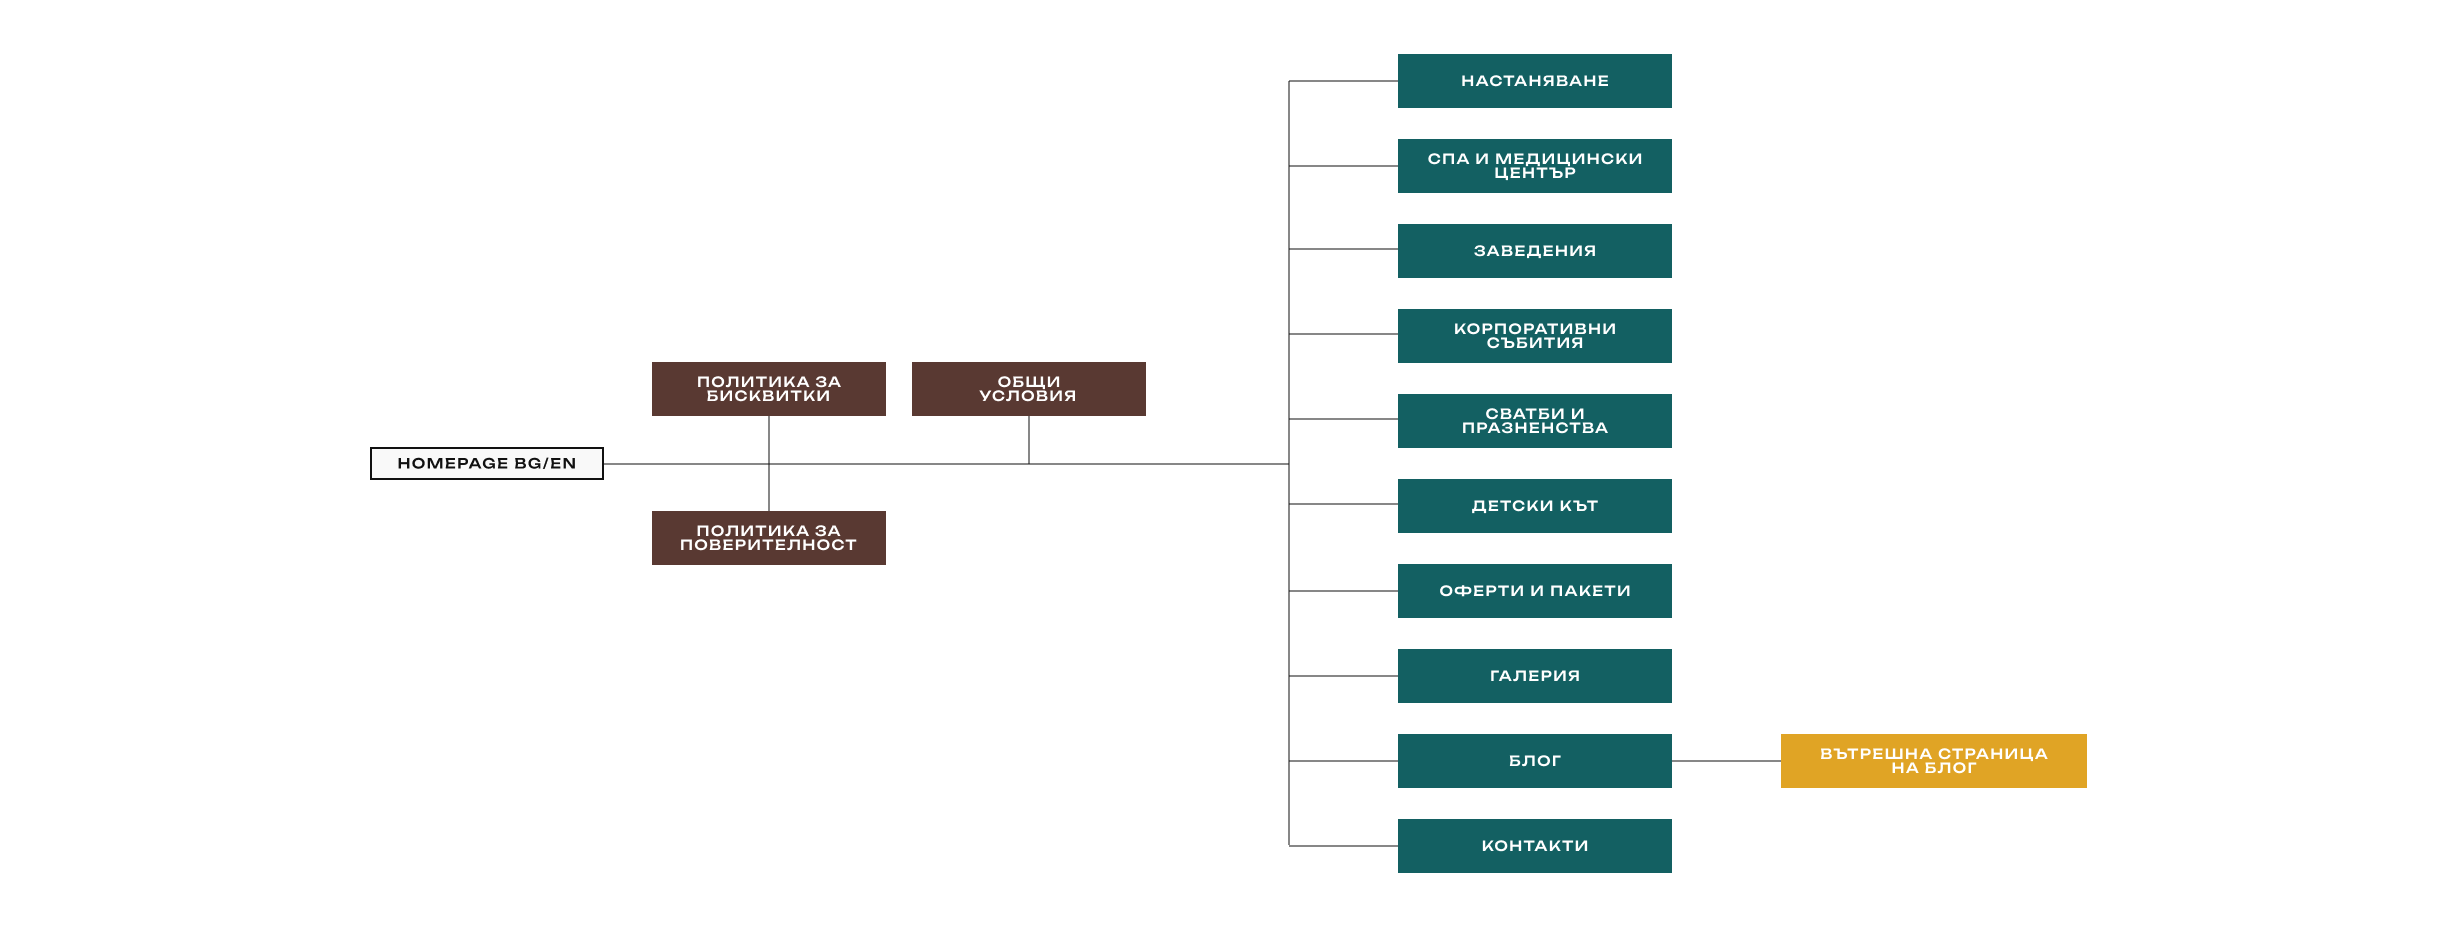 HOMEPAGE BG/EN
ПОЛИТИКА ЗА
БИСКВИТКИ
ОБЩИ
УСЛОВИЯ
ПОЛИТИКА ЗА
ПОВЕРИТЕЛНОСТ
НАСТАНЯВАНЕ
СПА И МЕДИЦИНСКИ
ЦЕНТЪР
ЗАВЕДЕНИЯ
КОРПОРАТИВНИ
СЪБИТИЯ
СВАТБИ И
ПРАЗНЕНСТВА
ДЕТСКИ КЪТ
ОФЕРТИ И ПАКЕТИ
ГАЛЕРИЯ
БЛОГ
ВЪТРЕШНА СТРАНИЦА
НА БЛОГ
КОНТАКТИ